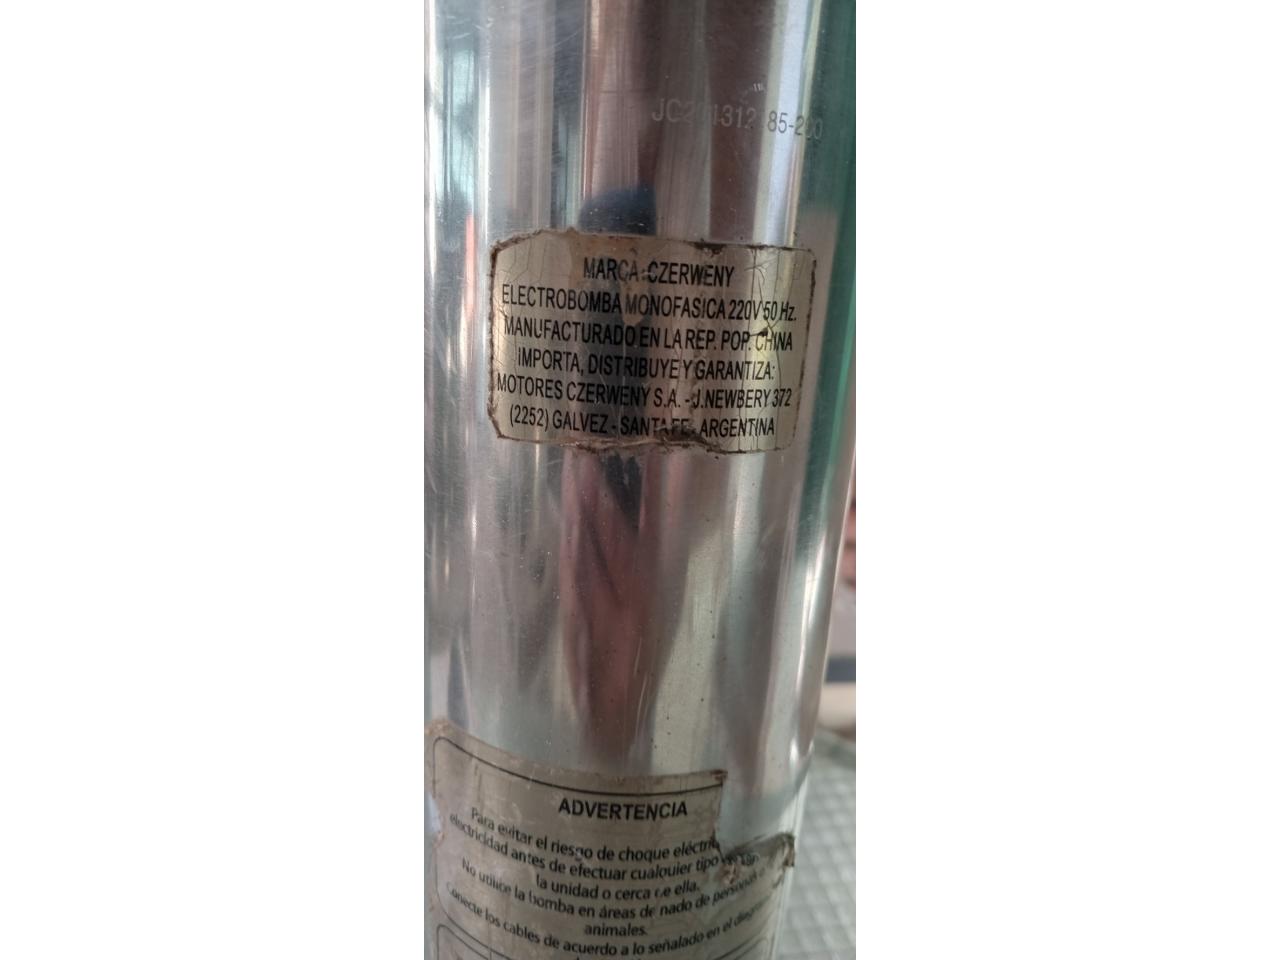 MARCA: CZERWENY
ELECTROBOMBA MONOFASICA 220V 50 Hz.
MANUFACTURADO EN LA REP. POP. CHINA
IMPORTA, DISTRIBUYE Y GARANTIZA:
MOTORES CZERWENY S.A. - J.NEWBERY 372
(2252) GALVEZ - SANTA FE - ARGENTINA
ADVERTENCIA
Para evitar el riesgo de choque
electricidad antes de efectuar cualquier tipo
la unidad o cerca de ella.
No utilice la bomba en áreas de nado de personas o
animales.
Conecte los cables de acuerdo a lo señalado en el